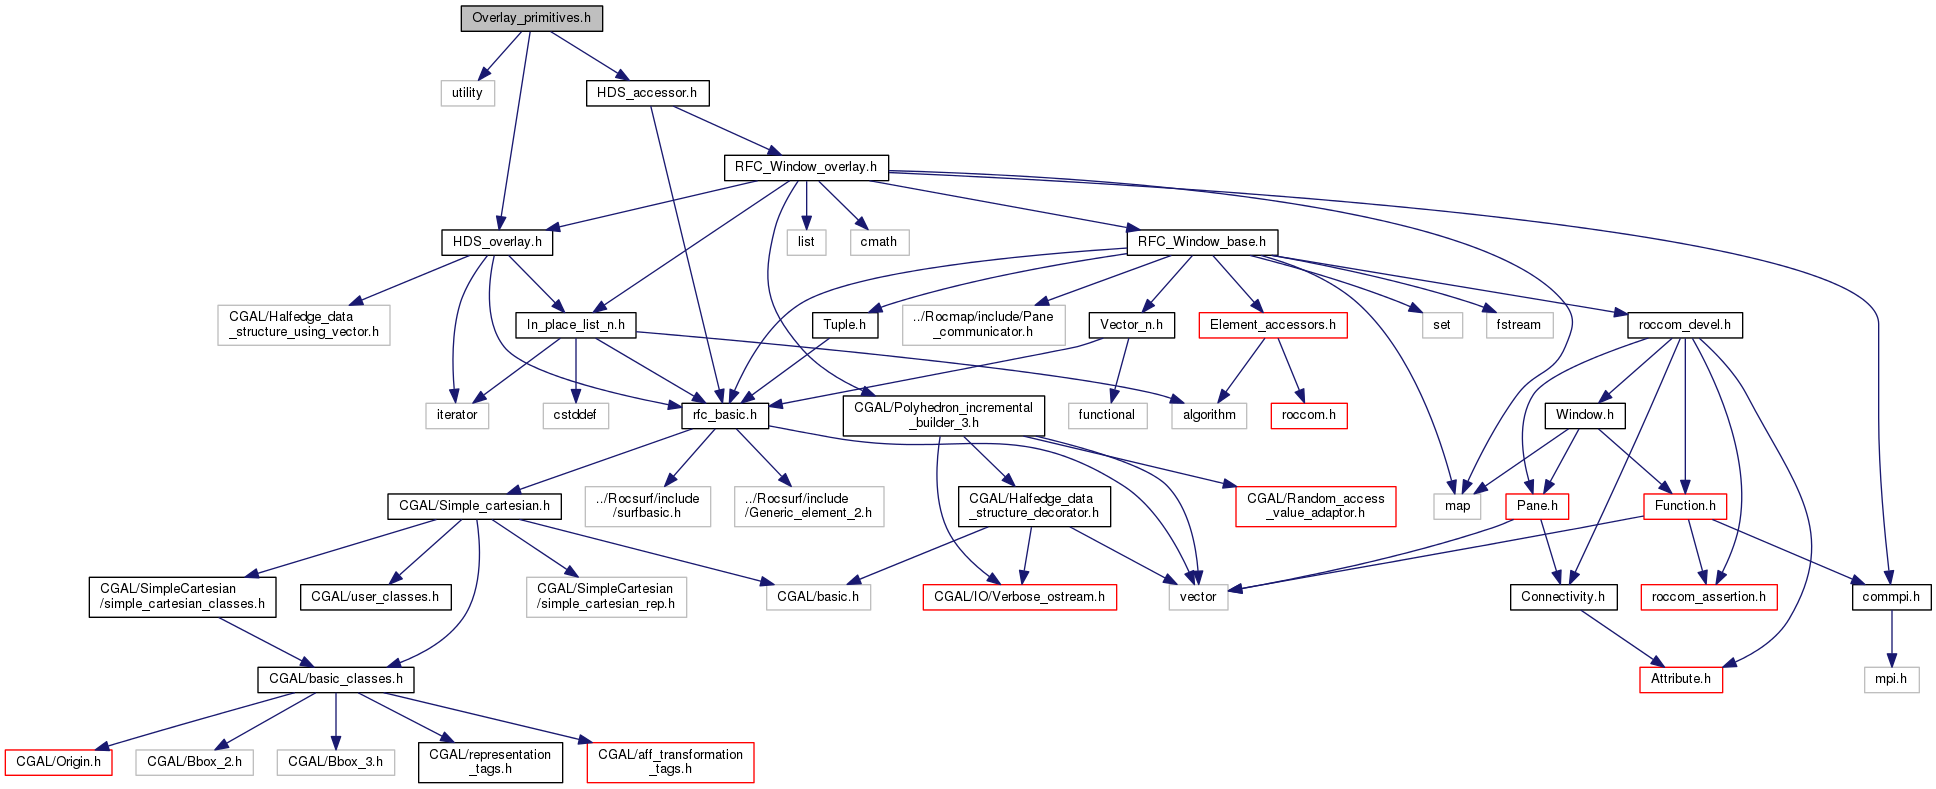 Overlay_primitives.h
utility
HDS_accessor.h
RFC_Window_overlay.h
HDS_overlay.h
list
cmath
RFC_Window_base.h
CGAL/Halfedge_data
_structure_using_vector.h
In_place_list_n.h
Tuple.h
../Rocmap/include/Pane
_communicator.h
Vector_n.h
Element_accessors.h
set
fstream
roccom_devel.h
iterator
cstddef
rfc_basic.h
CGAL/Polyhedron_incremental
_builder_3.h
functional
algorithm
roccom.h
Window.h
CGAL/Simple_cartesian.h
../Rocsurf/include
/surfbasic.h
../Rocsurf/include
/Generic_element_2.h
CGAL/Halfedge_data
_structure_decorator.h
CGAL/Random_access
_value_adaptor.h
map
Pane.h
Function.h
CGAL/SimpleCartesian
/simple_cartesian_classes.h
CGAL/user_classes.h
CGAL/SimpleCartesian
/simple_cartesian_rep.h
CGAL/basic.h
CGAL/IO/Verbose_ostream.h
vector
Connectivity.h
roccom_assertion.h
commpi.h
CGAL/basic_classes.h
Attribute.h
mpi.h
CGAL/Origin.h
CGAL/Bbox_2.h
CGAL/Bbox_3.h
CGAL/representation
_tags.h
CGAL/aff_transformation
_tags.h